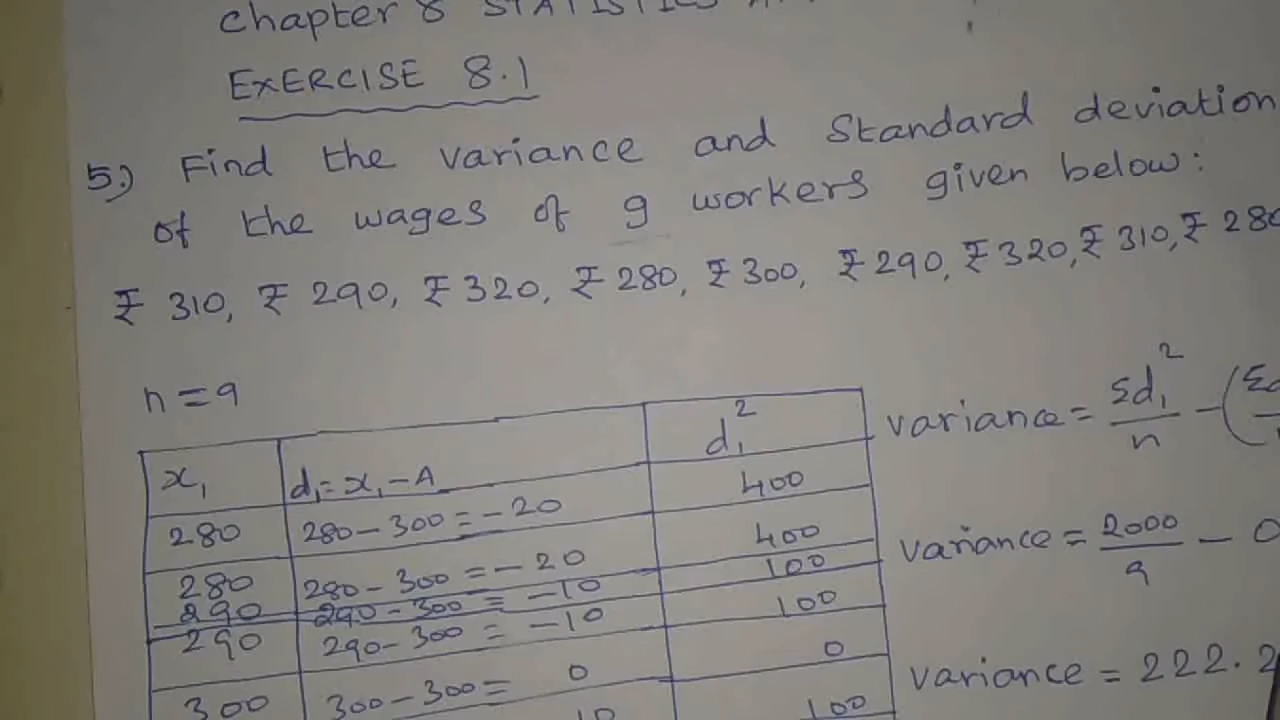 Chapter 8 STATISTICS
EXERCISE 8.1
5.) Find the variance and Standard deviation
of the wages of 9 workers given below:
₹ 310, ₹ 290, ₹ 320, ₹ 280, ₹ 300, ₹ 290, ₹ 320, ₹ 310, ₹ 280
n = 9
x₁ d₁ = x₁ - A d₁²
280 280 - 300 = - 20 400
280 280 - 300 = - 20 400
290 290 - 300 = - 10 100
290 290 - 300 = - 10 100
300 300 - 300 = 0 0
10 100
variance = Σd₁²/n - (Σ
variance = 2000/9 - 0
variance = 222.2